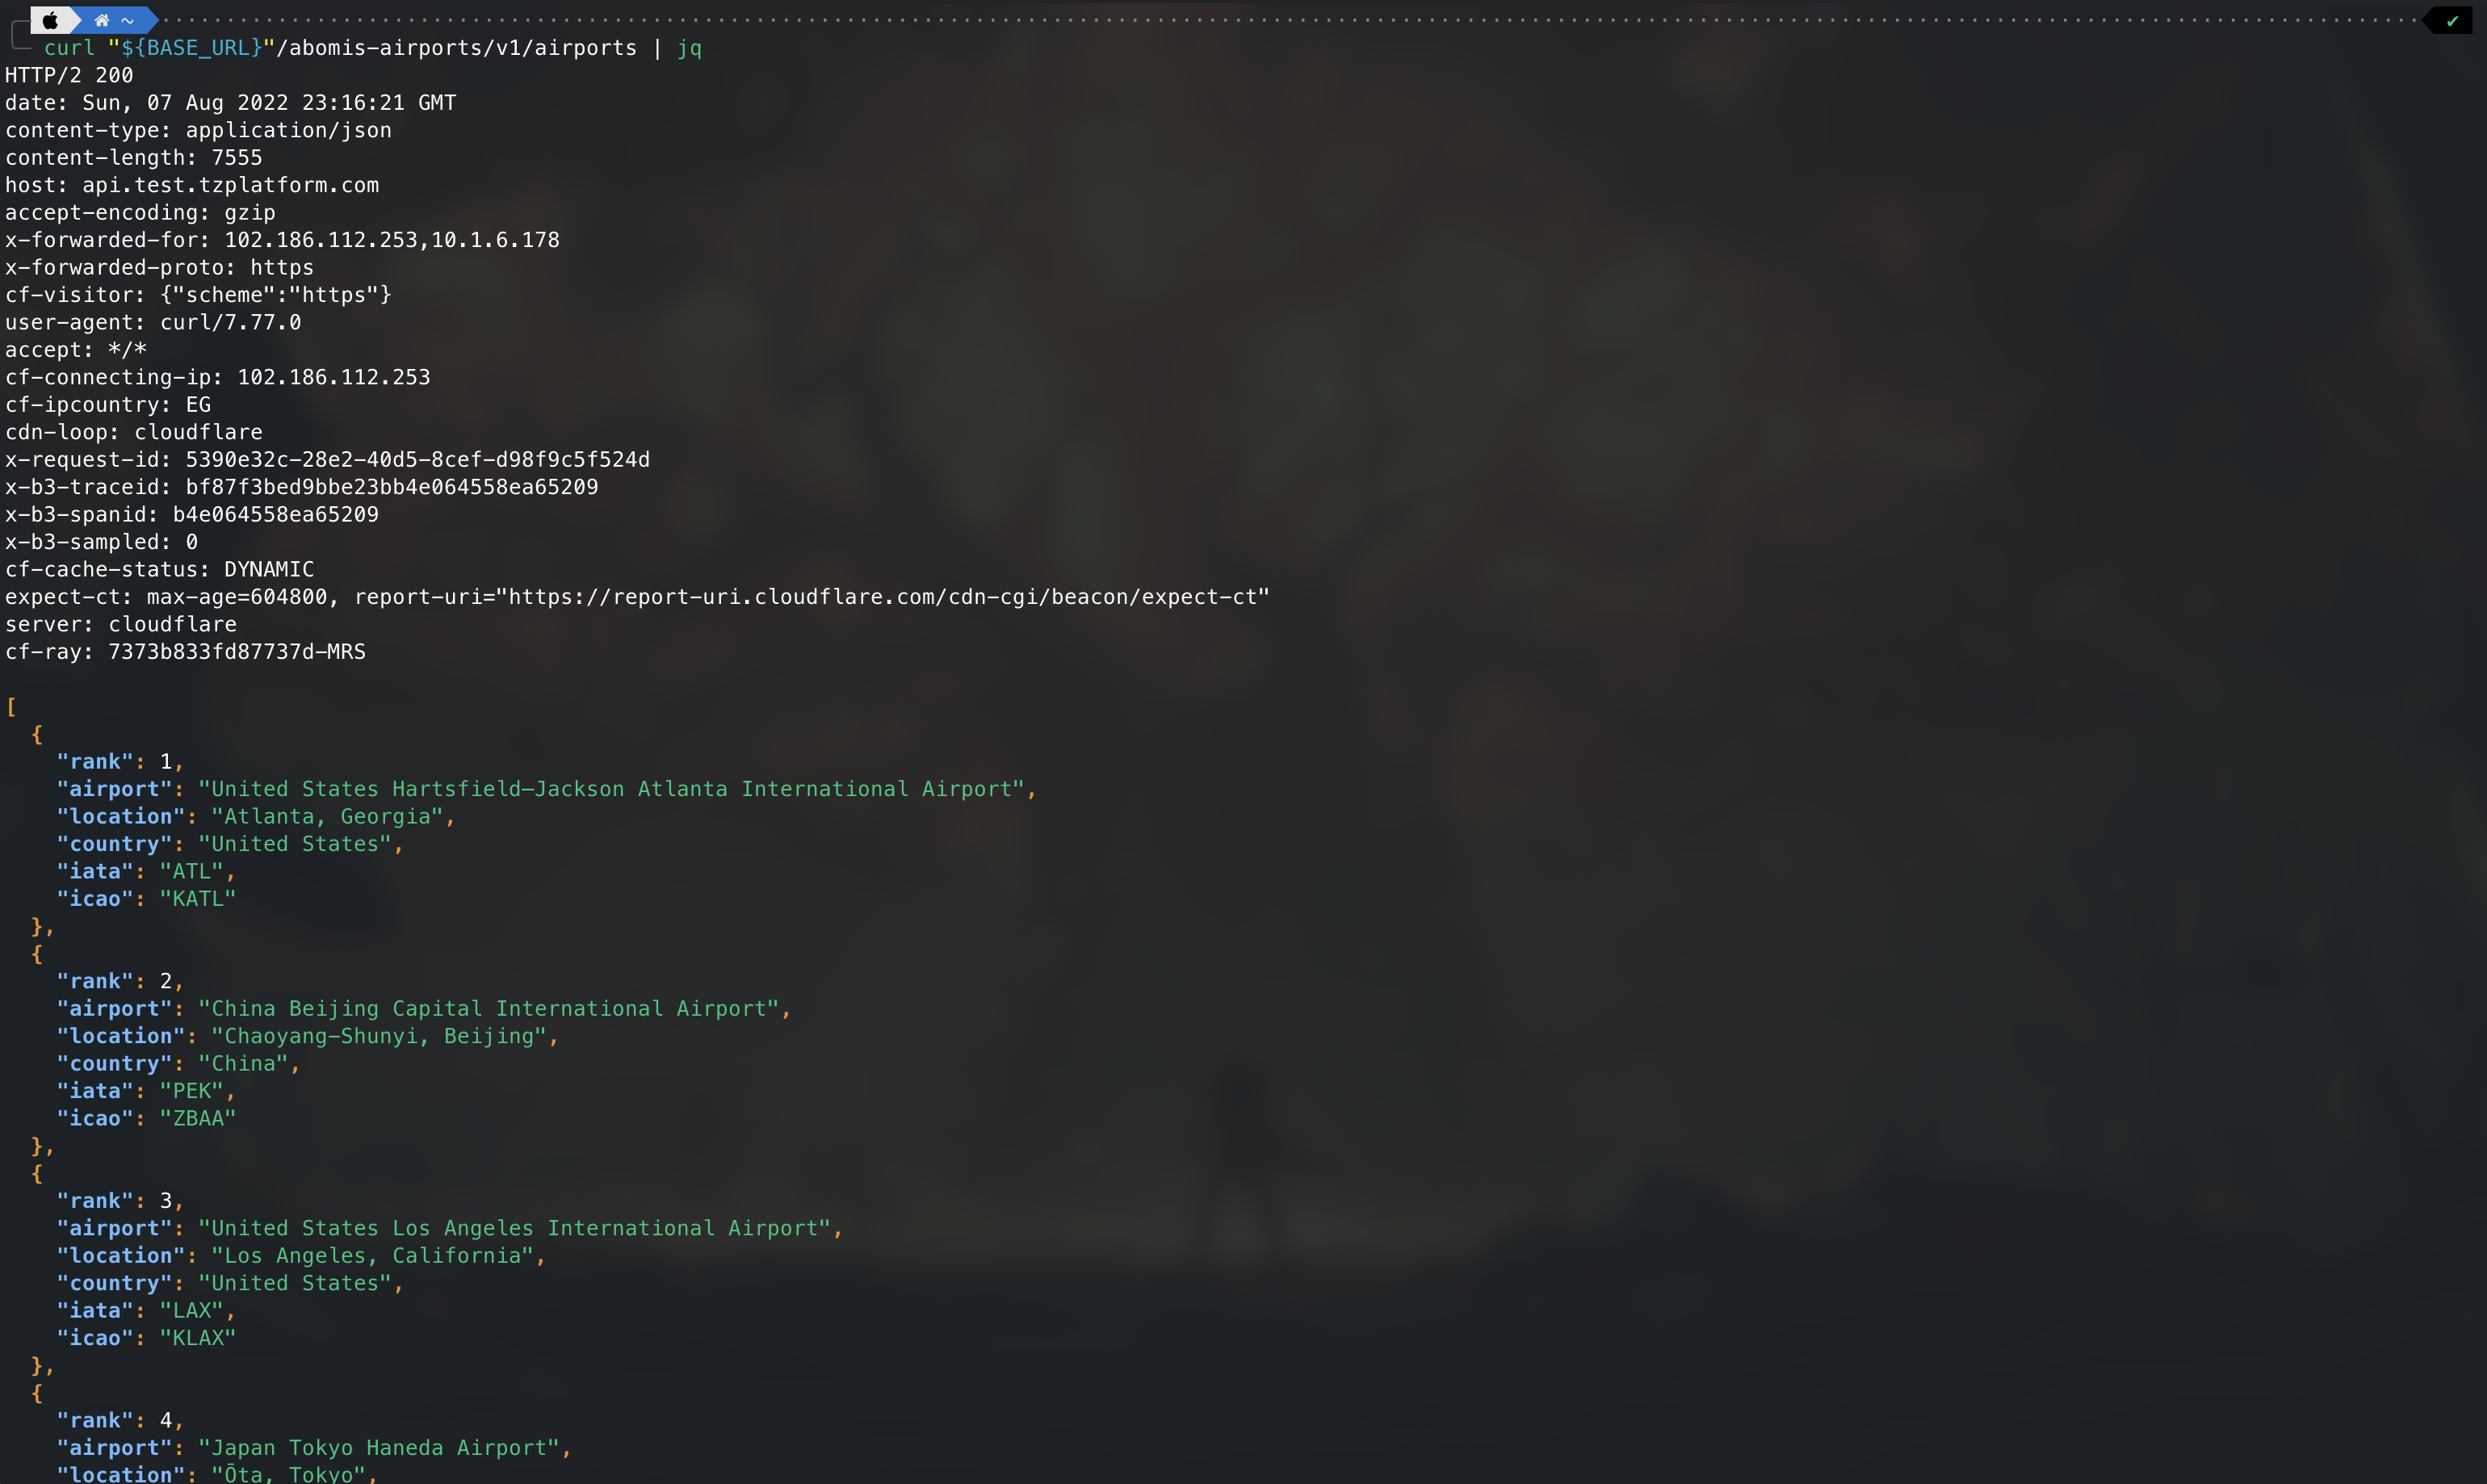 ~
curl "${BASE_URL}"/abomis-airports/v1/airports | jq
HTTP/2 200
date: Sun, 07 Aug 2022 23:16:21 GMT
content-type: application/json
content-length: 7555
host: api.test.tzplatform.com
accept-encoding: gzip
x-forwarded-for: 102.186.112.253,10.1.6.178
x-forwarded-proto: https
cf-visitor: {"scheme":"https"}
user-agent: curl/7.77.0
accept: */*
cf-connecting-ip: 102.186.112.253
cf-ipcountry: EG
cdn-loop: cloudflare
x-request-id: 5390e32c-28e2-40d5-8cef-d98f9c5f524d
x-b3-traceid: bf87f3bed9bbe23bb4e064558ea65209
x-b3-spanid: b4e064558ea65209
x-b3-sampled: 0
cf-cache-status: DYNAMIC
expect-ct: max-age=604800, report-uri="https://report-uri.cloudflare.com/cdn-cgi/beacon/expect-ct"
server: cloudflare
cf-ray: 7373b833fd87737d-MRS

[
  {
    "rank": 1,
    "airport": "United States Hartsfield–Jackson Atlanta International Airport",
    "location": "Atlanta, Georgia",
    "country": "United States",
    "iata": "ATL",
    "icao": "KATL"
  },
  {
    "rank": 2,
    "airport": "China Beijing Capital International Airport",
    "location": "Chaoyang-Shunyi, Beijing",
    "country": "China",
    "iata": "PEK",
    "icao": "ZBAA"
  },
  {
    "rank": 3,
    "airport": "United States Los Angeles International Airport",
    "location": "Los Angeles, California",
    "country": "United States",
    "iata": "LAX",
    "icao": "KLAX"
  },
  {
    "rank": 4,
    "airport": "Japan Tokyo Haneda Airport",
    "location": "Ōta, Tokyo",